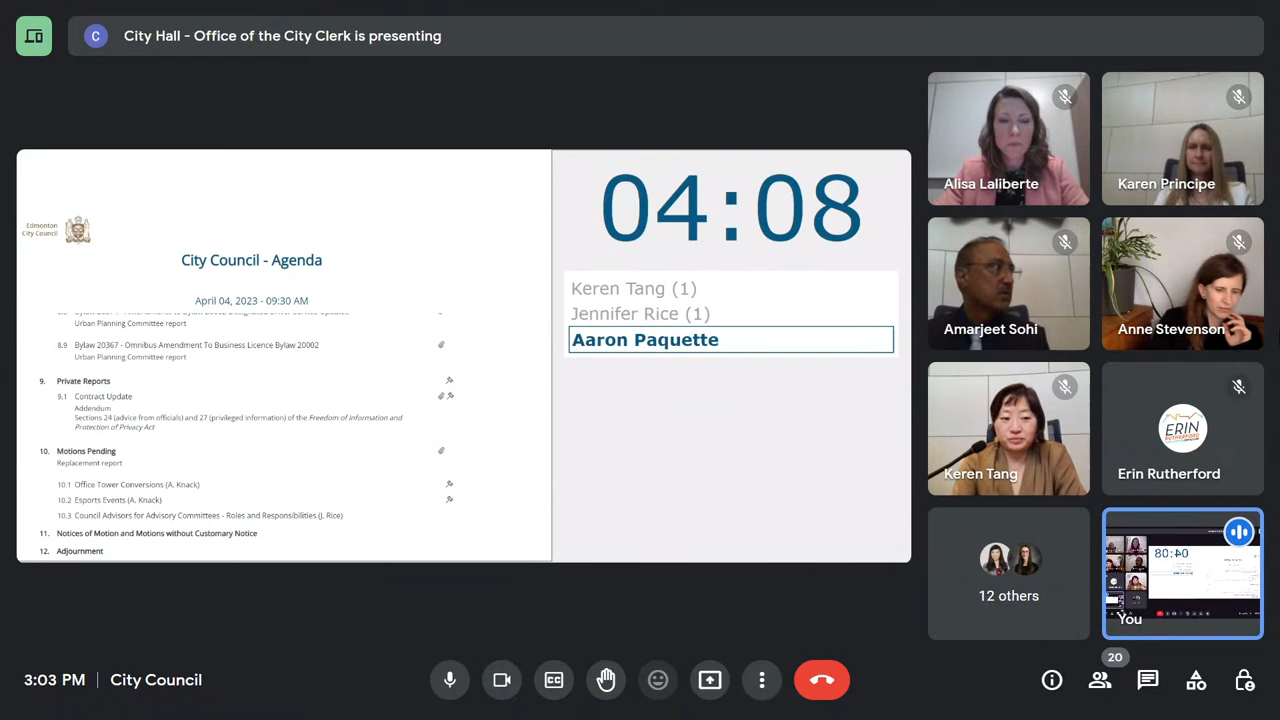 C City Hall - Office of the City Clerk is presenting
Edmonton
City Council
City Council - Agenda
April 04, 2023 - 09:30 AM
Urban Planning Committee report
8.9 Bylaw 20367 - Omnibus Amendment To Business Licence Bylaw 20002
Urban Planning Committee report
9. Private Reports
9.1 Contract Update
Addendum
Sections 24 (advice from officials) and 27 (privileged information) of the Freedom of Information and
Protection of Privacy Act
10. Motions Pending
Replacement report
10.1 Office Tower Conversions (A. Knack)
10.2 Esports Events (A. Knack)
10.3 Council Advisors for Advisory Committees - Roles and Responsibilities (J. Rice)
11. Notices of Motion and Motions without Customary Notice
12. Adjournment
04:08
Keren Tang (1)
Jennifer Rice (1)
Aaron Paquette
Alisa Laliberte
Karen Principe
Amarjeet Sohi
Anne Stevenson
Keren Tang
ERIN
RUTHERFORD
Erin Rutherford
12 others
You
3:03 PM | City Council
CC
20